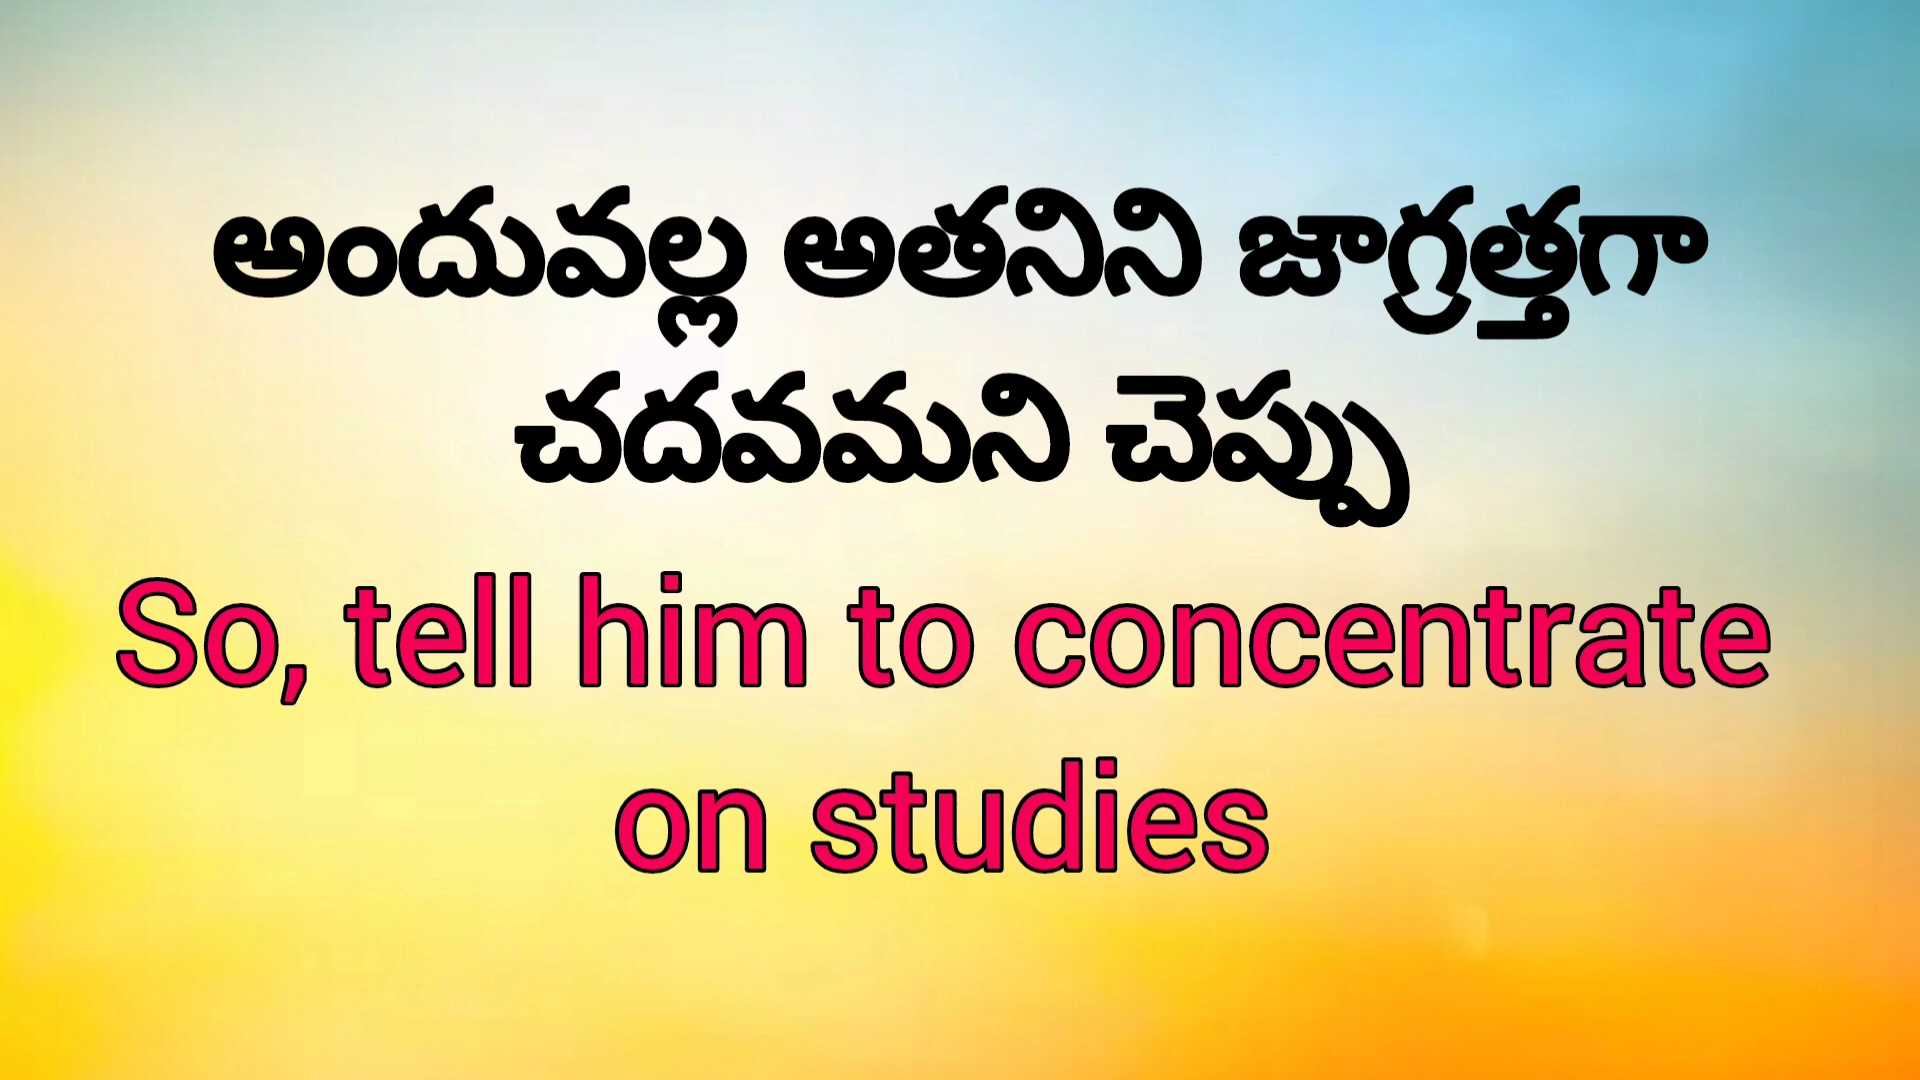 అందువల్ల అతనిని జాగ్రత్తగా
చదవమని చెప్పు
So, tell him to concentrate
on studies